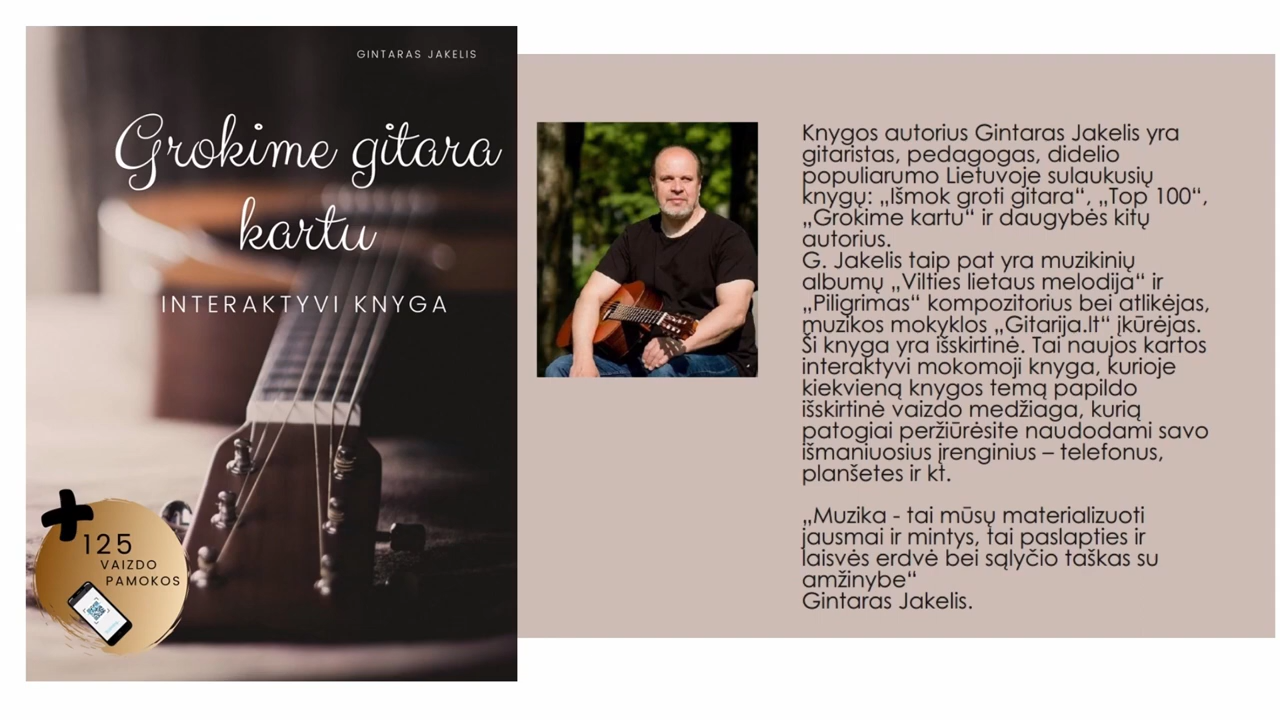 GINTARAS JAKELIS
Grokime gitara
kartu
INTERAKTYVI KNYGA
125
VAIZDO
PAMOKOS
Knygos autorius Gintaras Jakelis yra
gitaristas, pedagogas, didelio
populiarumo Lietuvoje sulaukusių
knygų: „Išmok groti gitara“, „Top 100“,
„Grokime kartu“ ir daugybės kitų
autorius.
G. Jakelis taip pat yra muzikinių
albumų „Vilties lietaus melodija“ ir
„Piligrimas“ kompozitorius bei atlikėjas,
muzikos mokyklos „Gitarija.lt“ įkūrėjas.
Ši knyga yra išskirtinė. Tai naujos kartos
interaktyvi mokomoji knyga, kurioje
kiekvieną knygos temą papildo
išskirtinė vaizdo medžiaga, kurią
patogiai peržiūrėsite naudodami savo
išmaniuosius įrenginius – telefonus,
planšetes ir kt.
„Muzika - tai mūsų materializuoti
jausmai ir mintys, tai paslapties ir
laisvės erdvė bei sąlyčio taškas su
amžinybe“
Gintaras Jakelis.